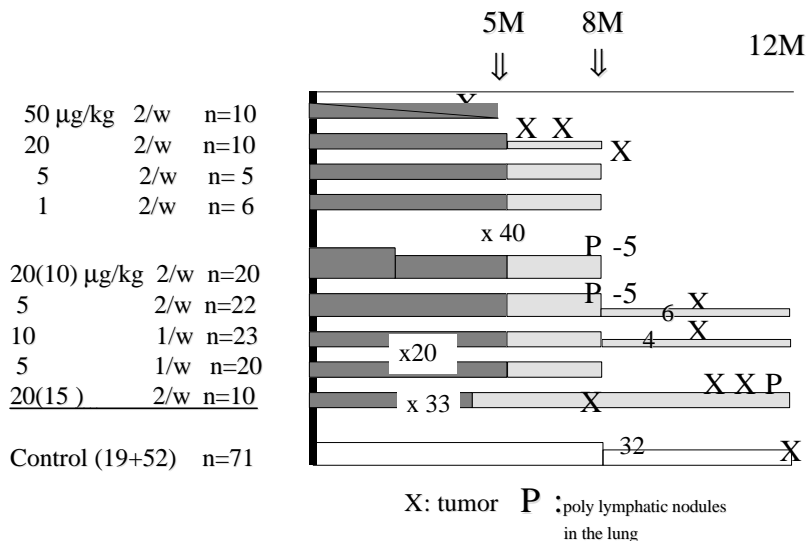 5M 8M 12M
50 μg/kg 2/w n=10 X
20 2/w n=10 X X
5 2/w n= 5 X
1 2/w n= 6
x 40
20(10) μg/kg 2/w n=20 P -5
5 2/w n=22 P -5 6 X
10 1/w n=23 4 X
5 1/w n=20 x20
20(15 ) 2/w n=10 x 33 X X X P
Control (19+52) n=71 32 X
X: tumor P :poly lymphatic nodules
in the lung